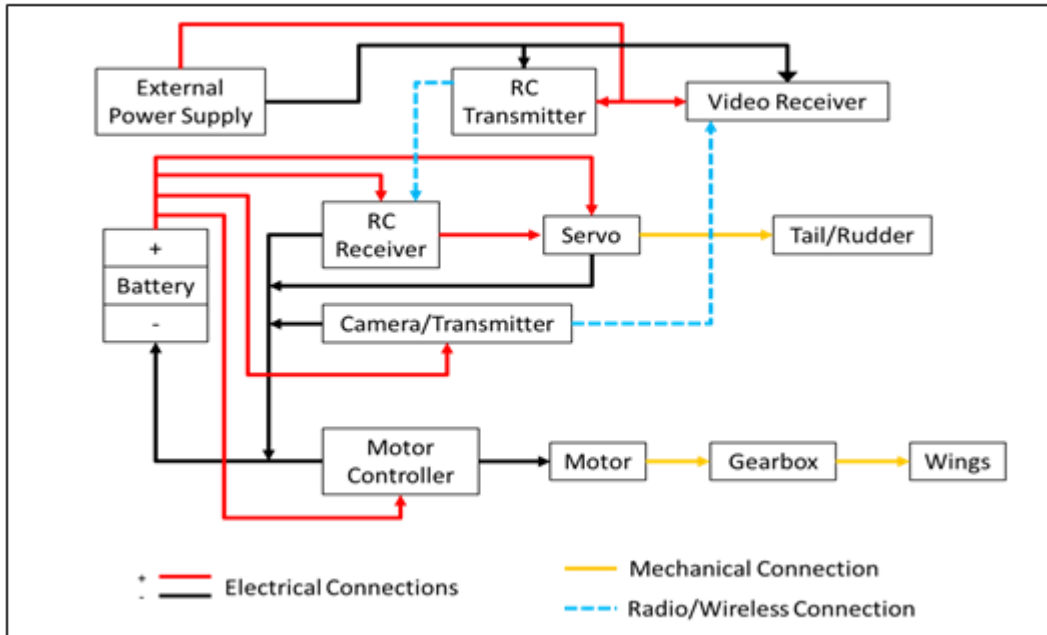 External
Power Supply
RC
Transmitter
Video Receiver
RC
Receiver
Servo
Tail/Rudder
+
Battery
-
Camera/Transmitter
Motor
Controller
Motor
Gearbox
Wings
+
-
Electrical Connections
Mechanical Connection
Radio/Wireless Connection